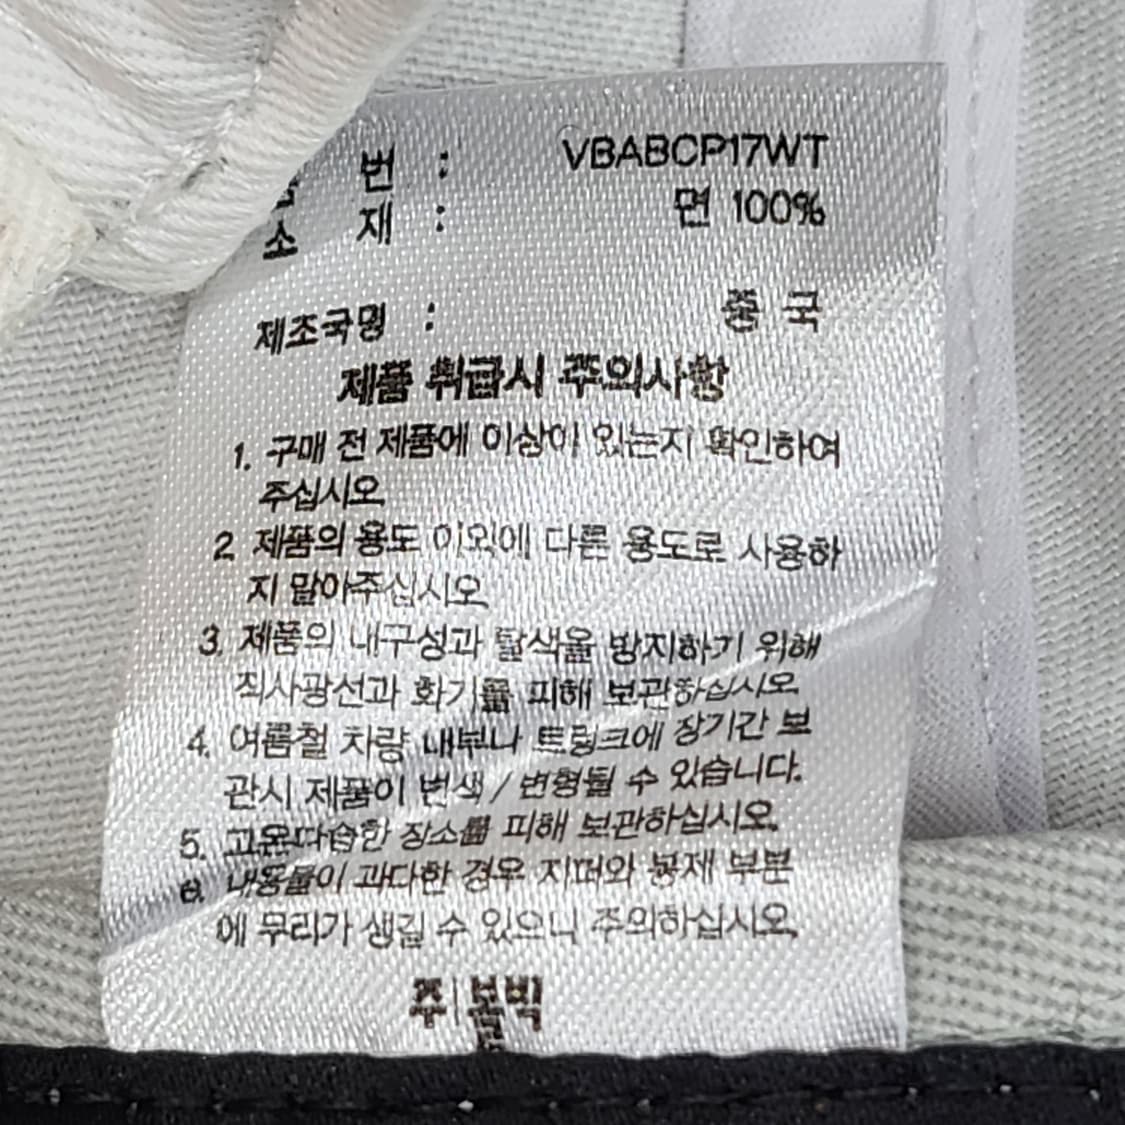 번 : VBABCP17WT
소 재 : 면 100%
제조국명 : 중 국
제품 취급시 주의사항
1. 구매 전 제품에 이상이 있는지 확인하여
주십시오
2 제품의 용도 이외에 다른 용도로 사용하
지 말아주십시오
3. 제품의 내구성과 탈색을 방지하기 위해
직사광선과 화기를 피해 보관하십시오.
4. 여름철 차량 내부나 트렁크에 장기간 보
관시 제품이 변색 / 변형될 수 있습니다.
5. 고온다습한 장소를 피해 보관하십시오.
6. 내용물이 과다한 경우 지퍼와 봉제 부분
에 무리가 생길 수 있으니 주의하십시오.
주|볼빅